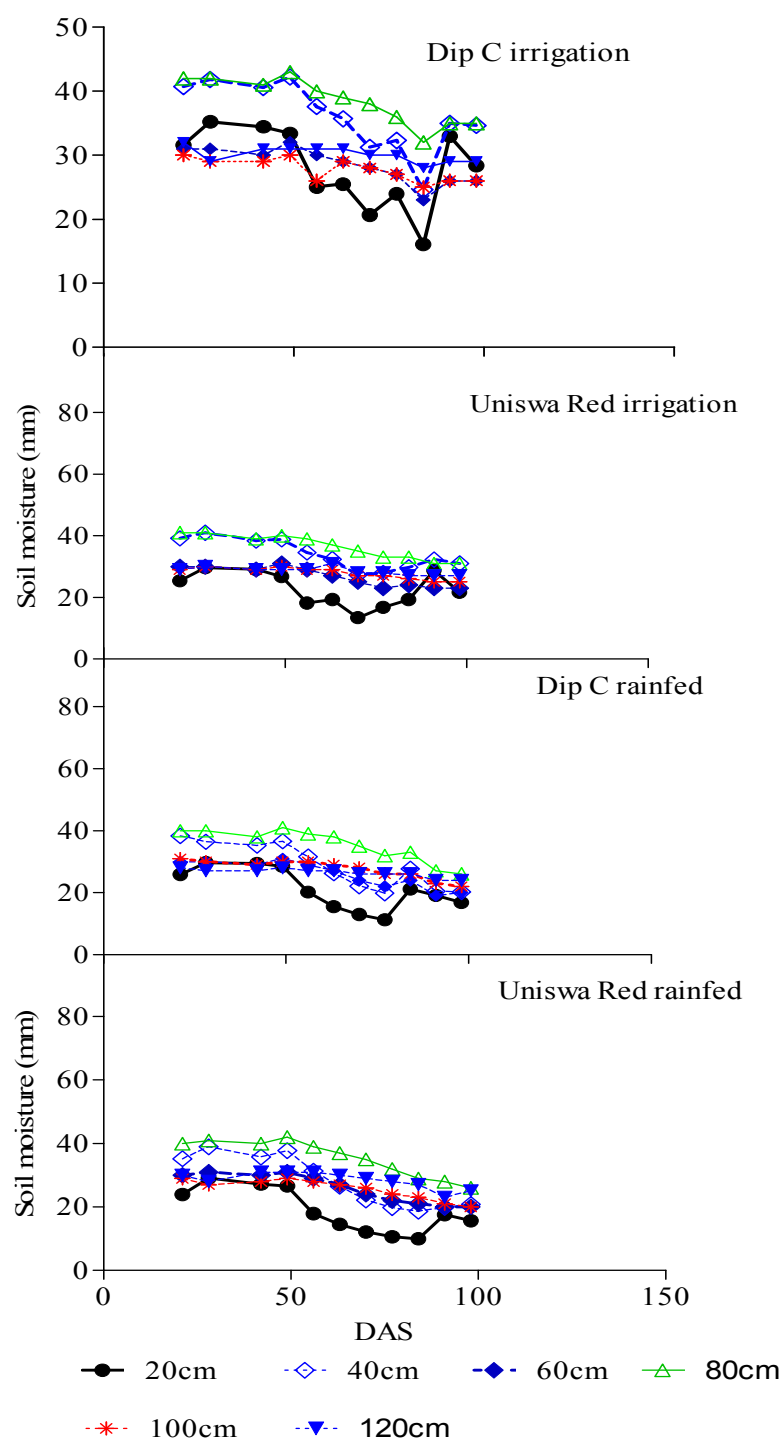 Dip C irrigation
50
40
30
20
10
0
Uniswa Red irrigation
80
60
40
20
0
Soil moisture (mm)
Dip C rainfed
80
60
40
20
0
Uniswa Red rainfed
80
60
40
20
0
Soil moisture (mm)
0 50 100 150
DAS
20cm 40cm 60cm 80cm
100cm 120cm